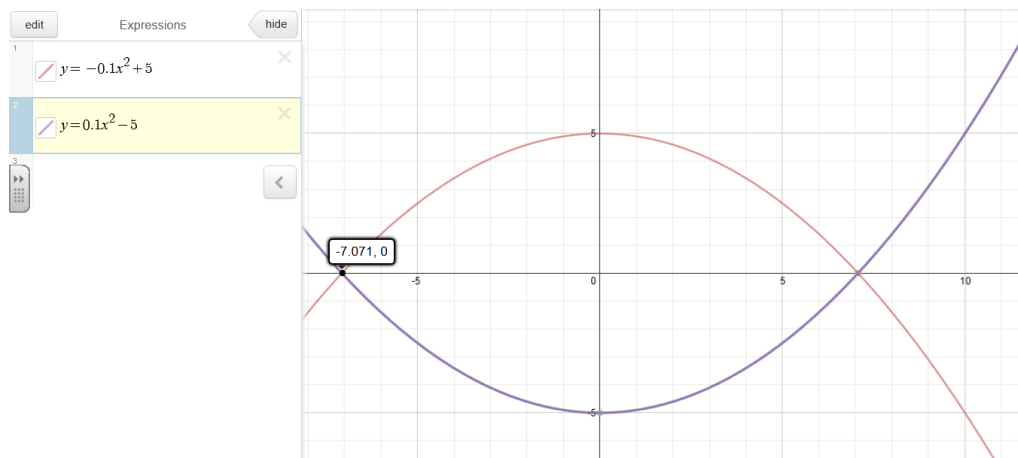 edit Expressions hide
1
y = −0.1x²+5
2
y=0.1x²−5
3
5
-7.071, 0
-5 0 5 10
-5